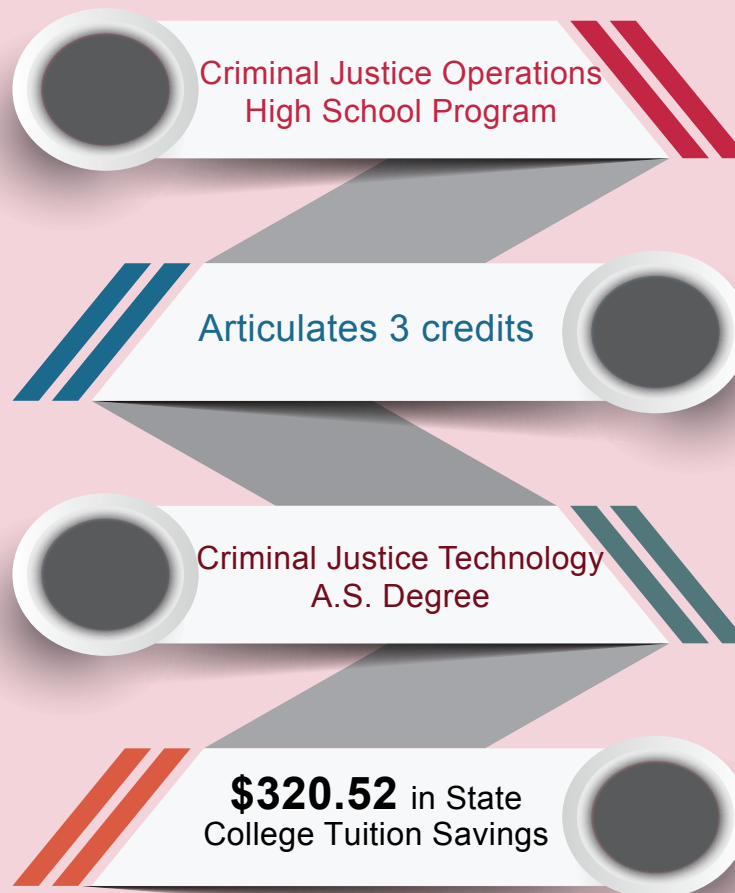 Criminal Justice Operations
High School Program
Articulates 3 credits
Criminal Justice Technology
A.S. Degree
$320.52 in State
College Tuition Savings